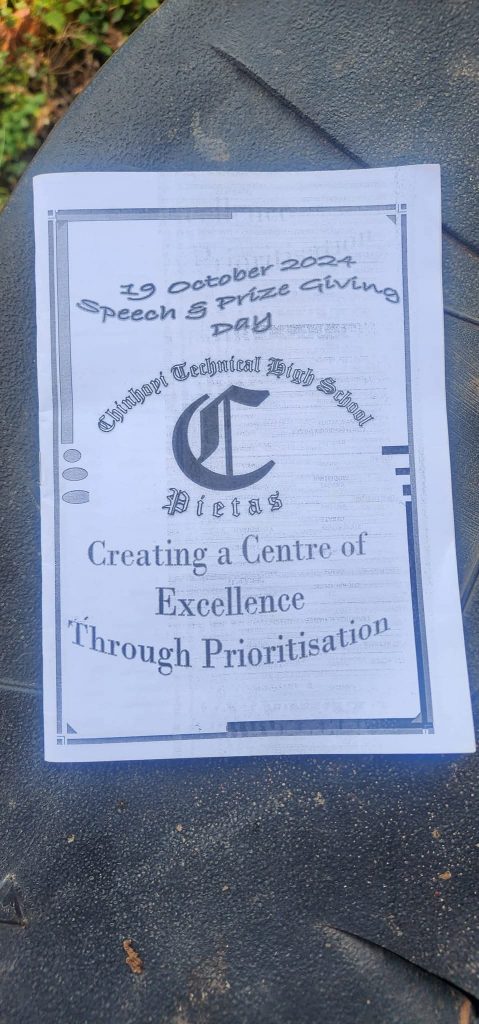 19 October 2024
Speech & Prize Giving
Day
Chinhoyi Technical High School
C
Pietas
Creating a Centre of
Excellence
Through Prioritisation